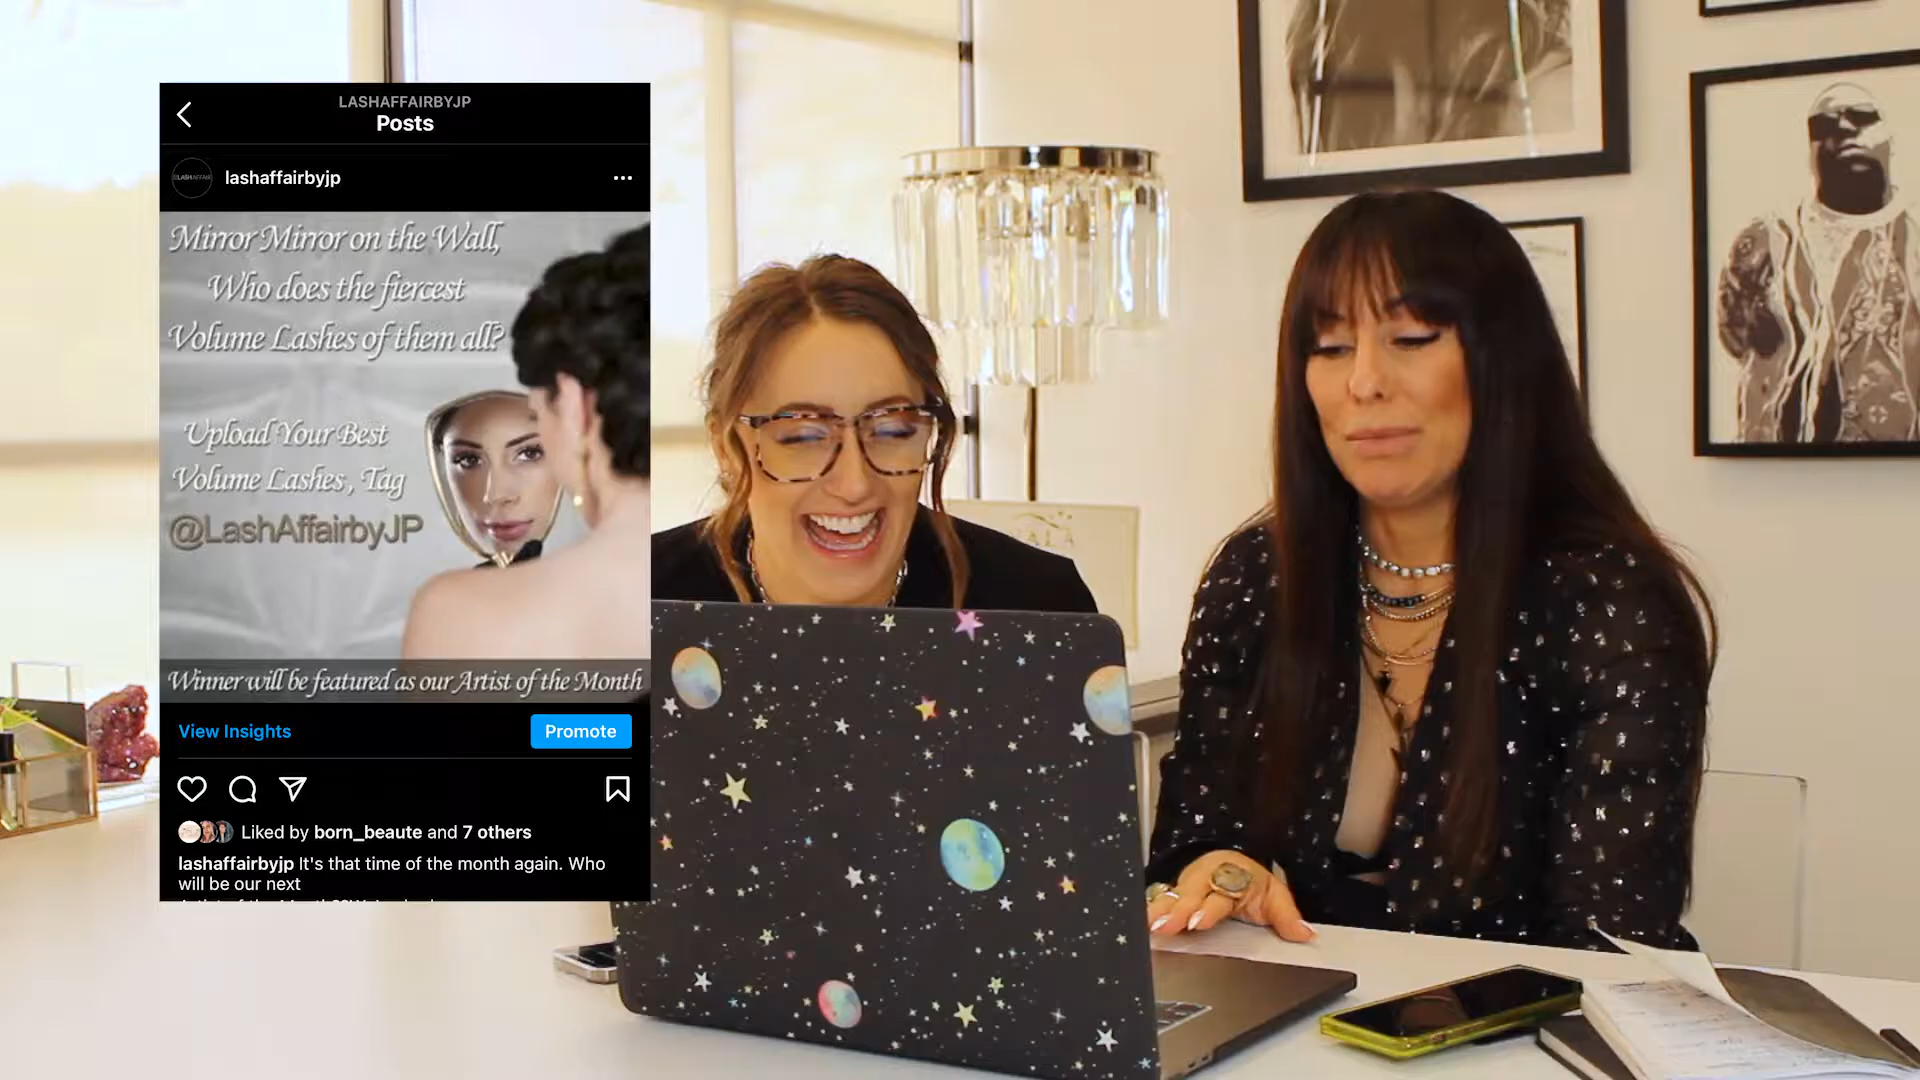 LASHAFFAIRBYJP
Posts
lashaffairbyjp
Mirror Mirror on the Wall,
Who does the fiercest
Volume Lashes of them all?
Upload Your Best
Volume Lashes, Tag
@LashAffairbyJP
Winner will be featured as our Artist of the Month
View Insights
Promote
Liked by born_beaute and 7 others
lashaffairbyjp It's that time of the month again. Who
will be our next